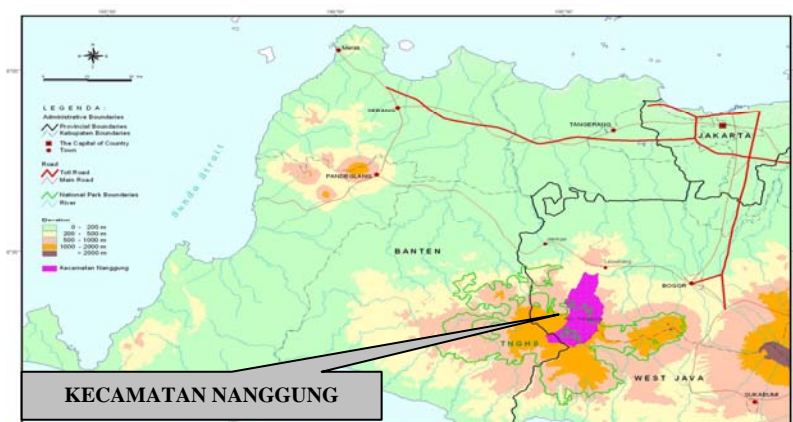 Merak
SERANG
TANGERANG
JAKARTA
PANDEGLANG
Sunda Strait
LEGENDA:
Administrative Boundaries
Provincial Boundaries
Kabupaten Boundaries
The Capital of Country
Town
Road
Toll Road
Main Road
National Park Boundaries
River
Elevation
0 - 200 m
200 - 500 m
500 - 1000 m
1000 - 2000 m
> 2000 m
Kecamatan Nanggung
BANTEN
BOGOR
TNGHS
WEST JAVA
SUKABUMI
KECAMATAN NANGGUNG